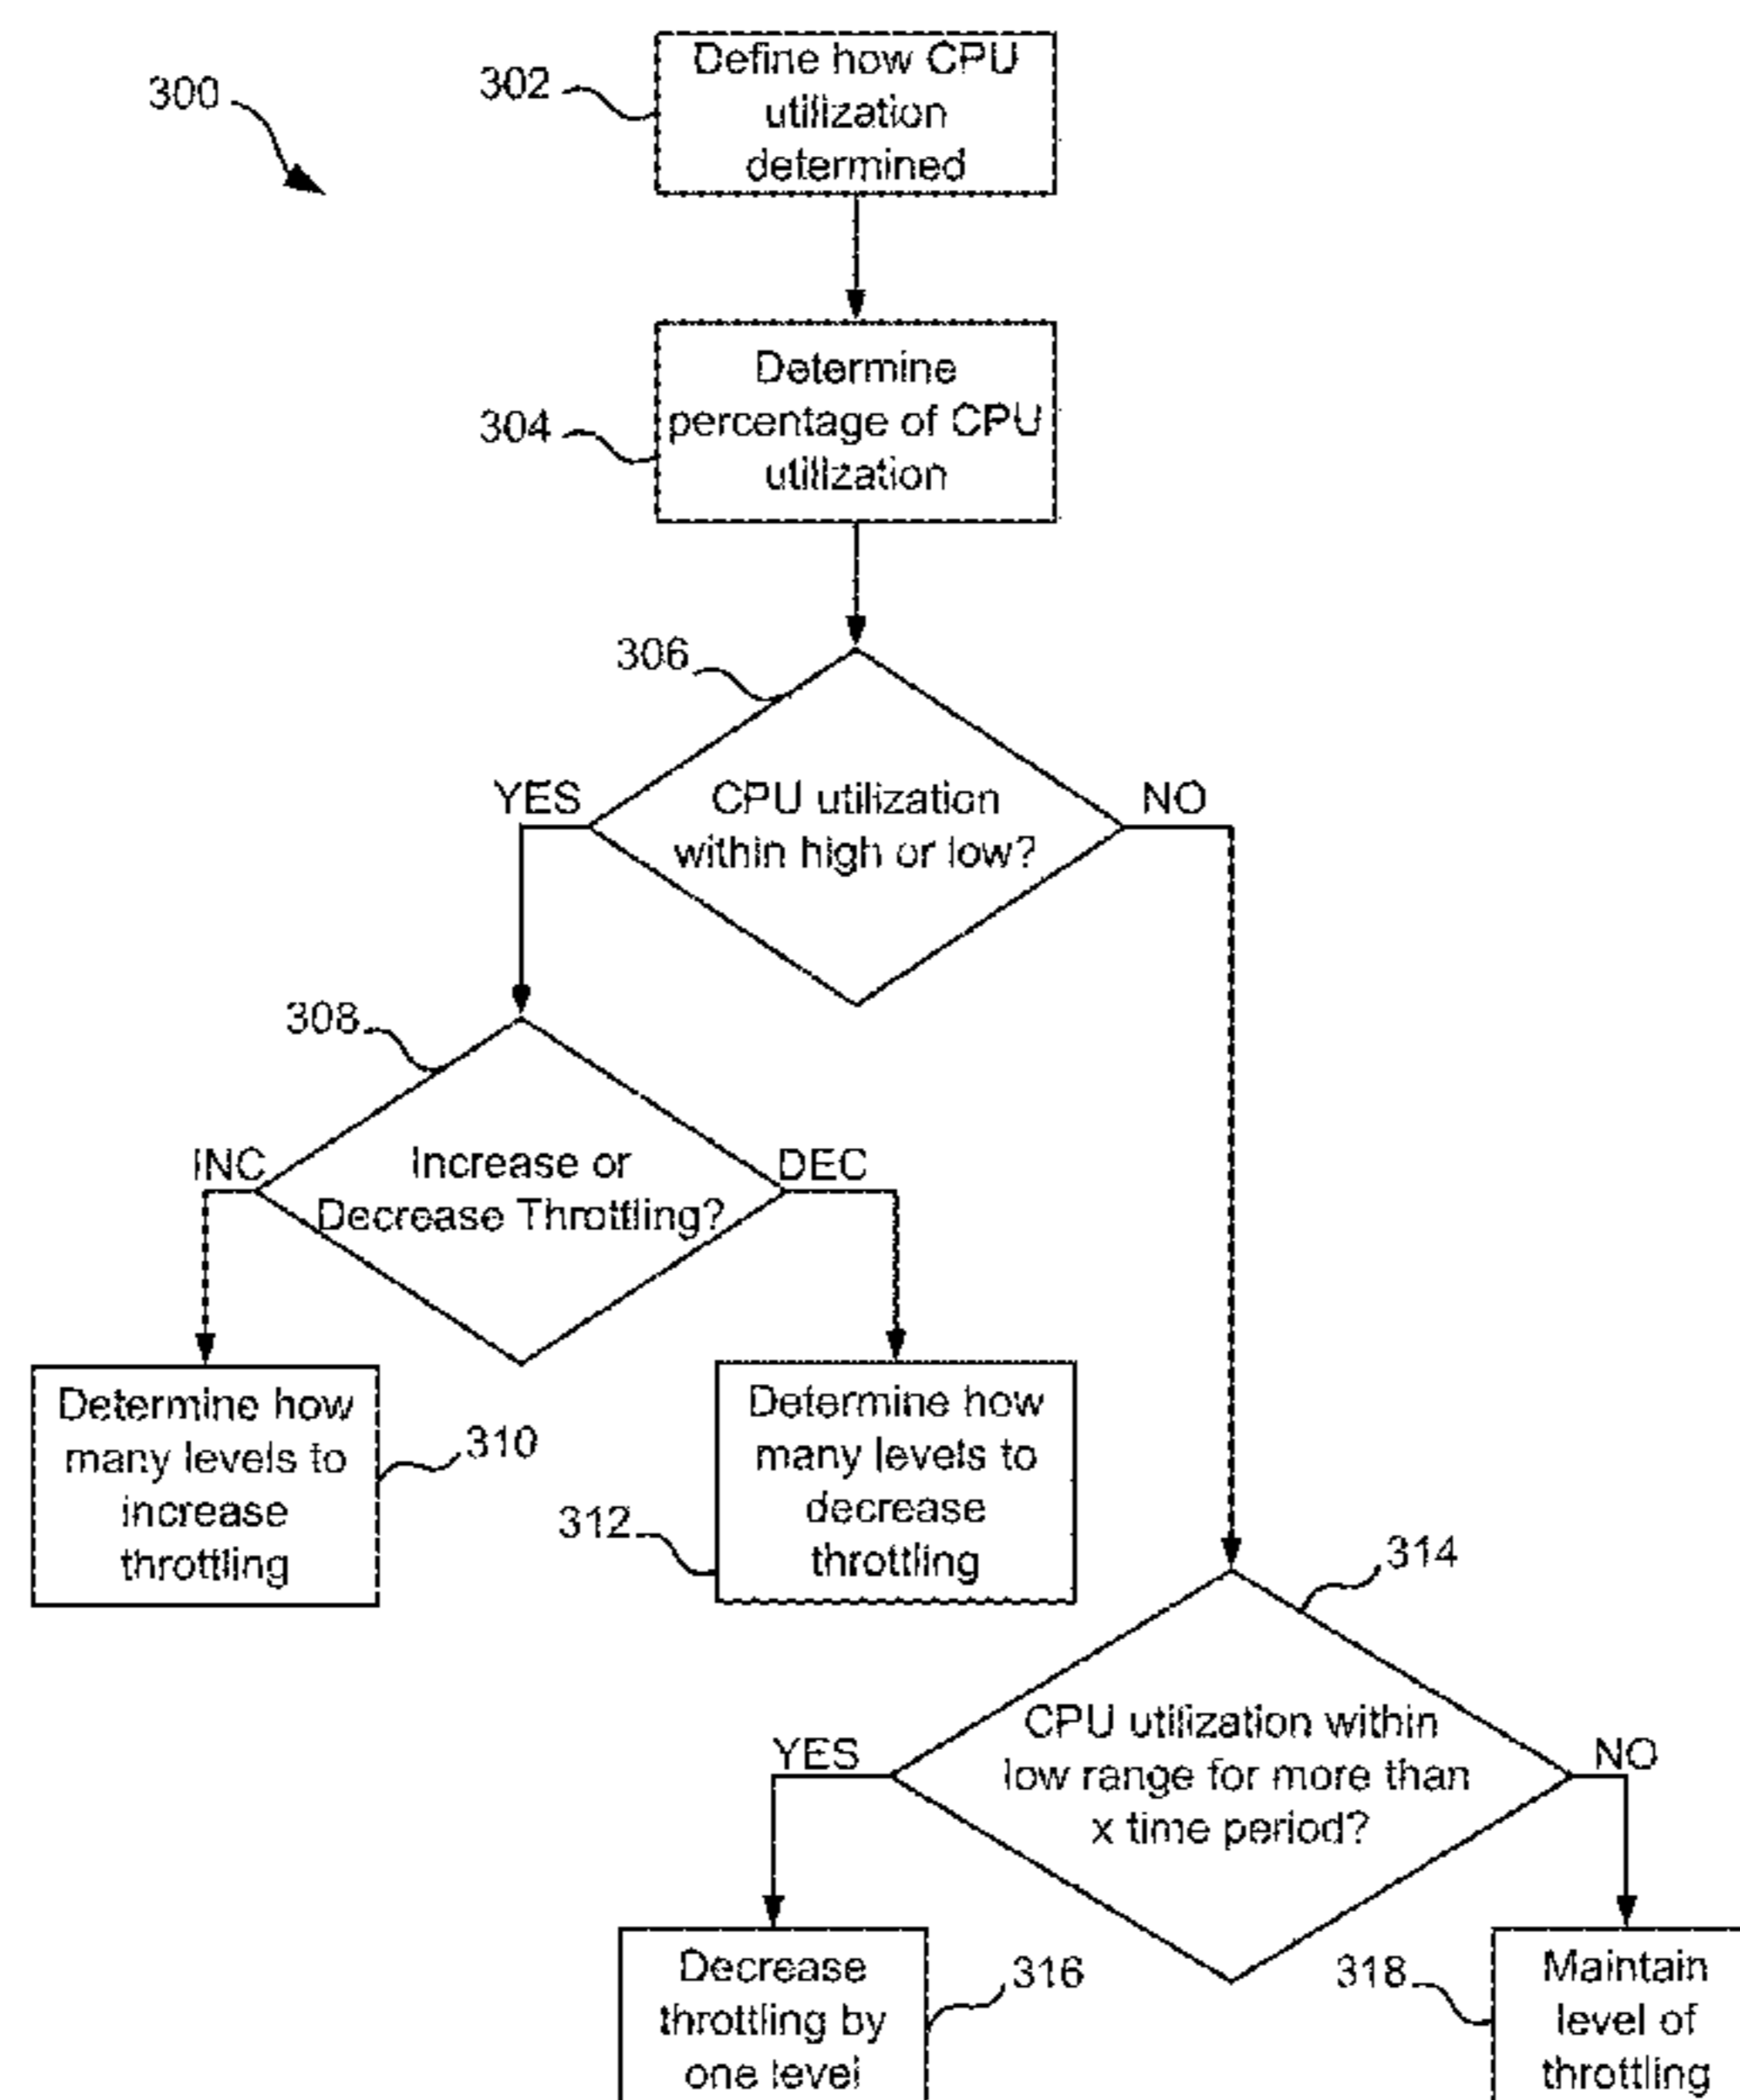 300
302
Define how CPU
utilization
determined
304
Determine
percentage of CPU
utilization
306
YES
CPU utilization
within high or low?
NO
308
INC
Increase or
Decrease Throttling?
DEC
Determine how
many levels to
increase
throttling
310
312
Determine how
many levels to
decrease
throttling
314
YES
CPU utilization within
low range for more than
x time period?
NO
Decrease
throttling by
one level
316
318
Maintain
level of
throttling